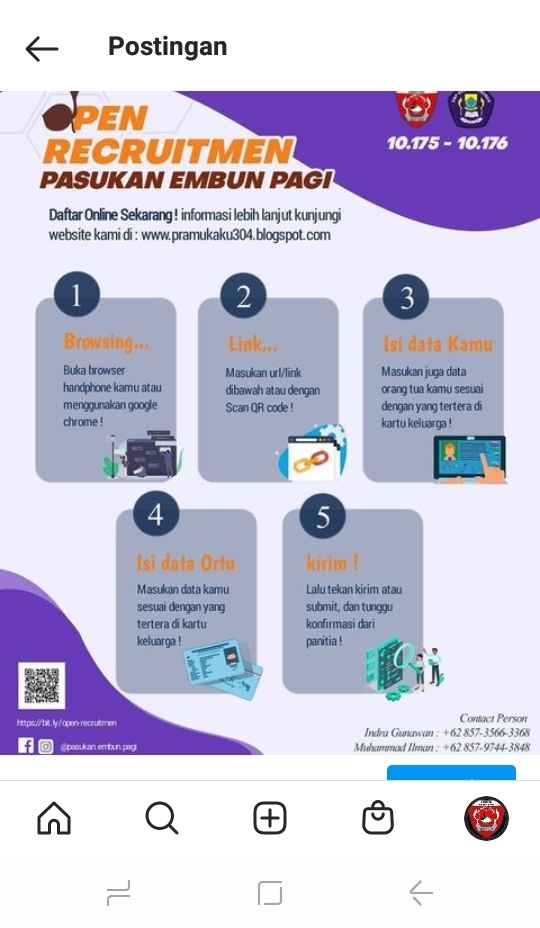 Postingan
OPEN
RECRUITMEN
PASUKAN EMBUN PAGI
10.175 - 10.176
Daftar Online Sekarang ! informasi lebih lanjut kunjungi
website kami di : www.pramukaku304.blogspot.com
1
Browsing...
Buka browser
handphone kamu atau
menggunakan google
chrome !
2
Link...
Masukan url/link
dibawah atau dengan
Scan QR code !
3
Isi data Kamu
Masukan juga data
orang tua kamu sesuai
dengan yang tertera di
kartu keluarga !
4
Isi data Ortu
Masukan data kamu
sesuai dengan yang
tertera di kartu
keluarga !
5
kirim !
Lalu tekan kirim atau
submit, dan tunggu
konfirmasi dari
panitia !
https://bit.ly/open-recruitmen
@pasukan.embun.pagi
Contact Person
Indra Gunawan : +62 857-3566-3368
Muhammad Ilman : +62 857-9744-3848